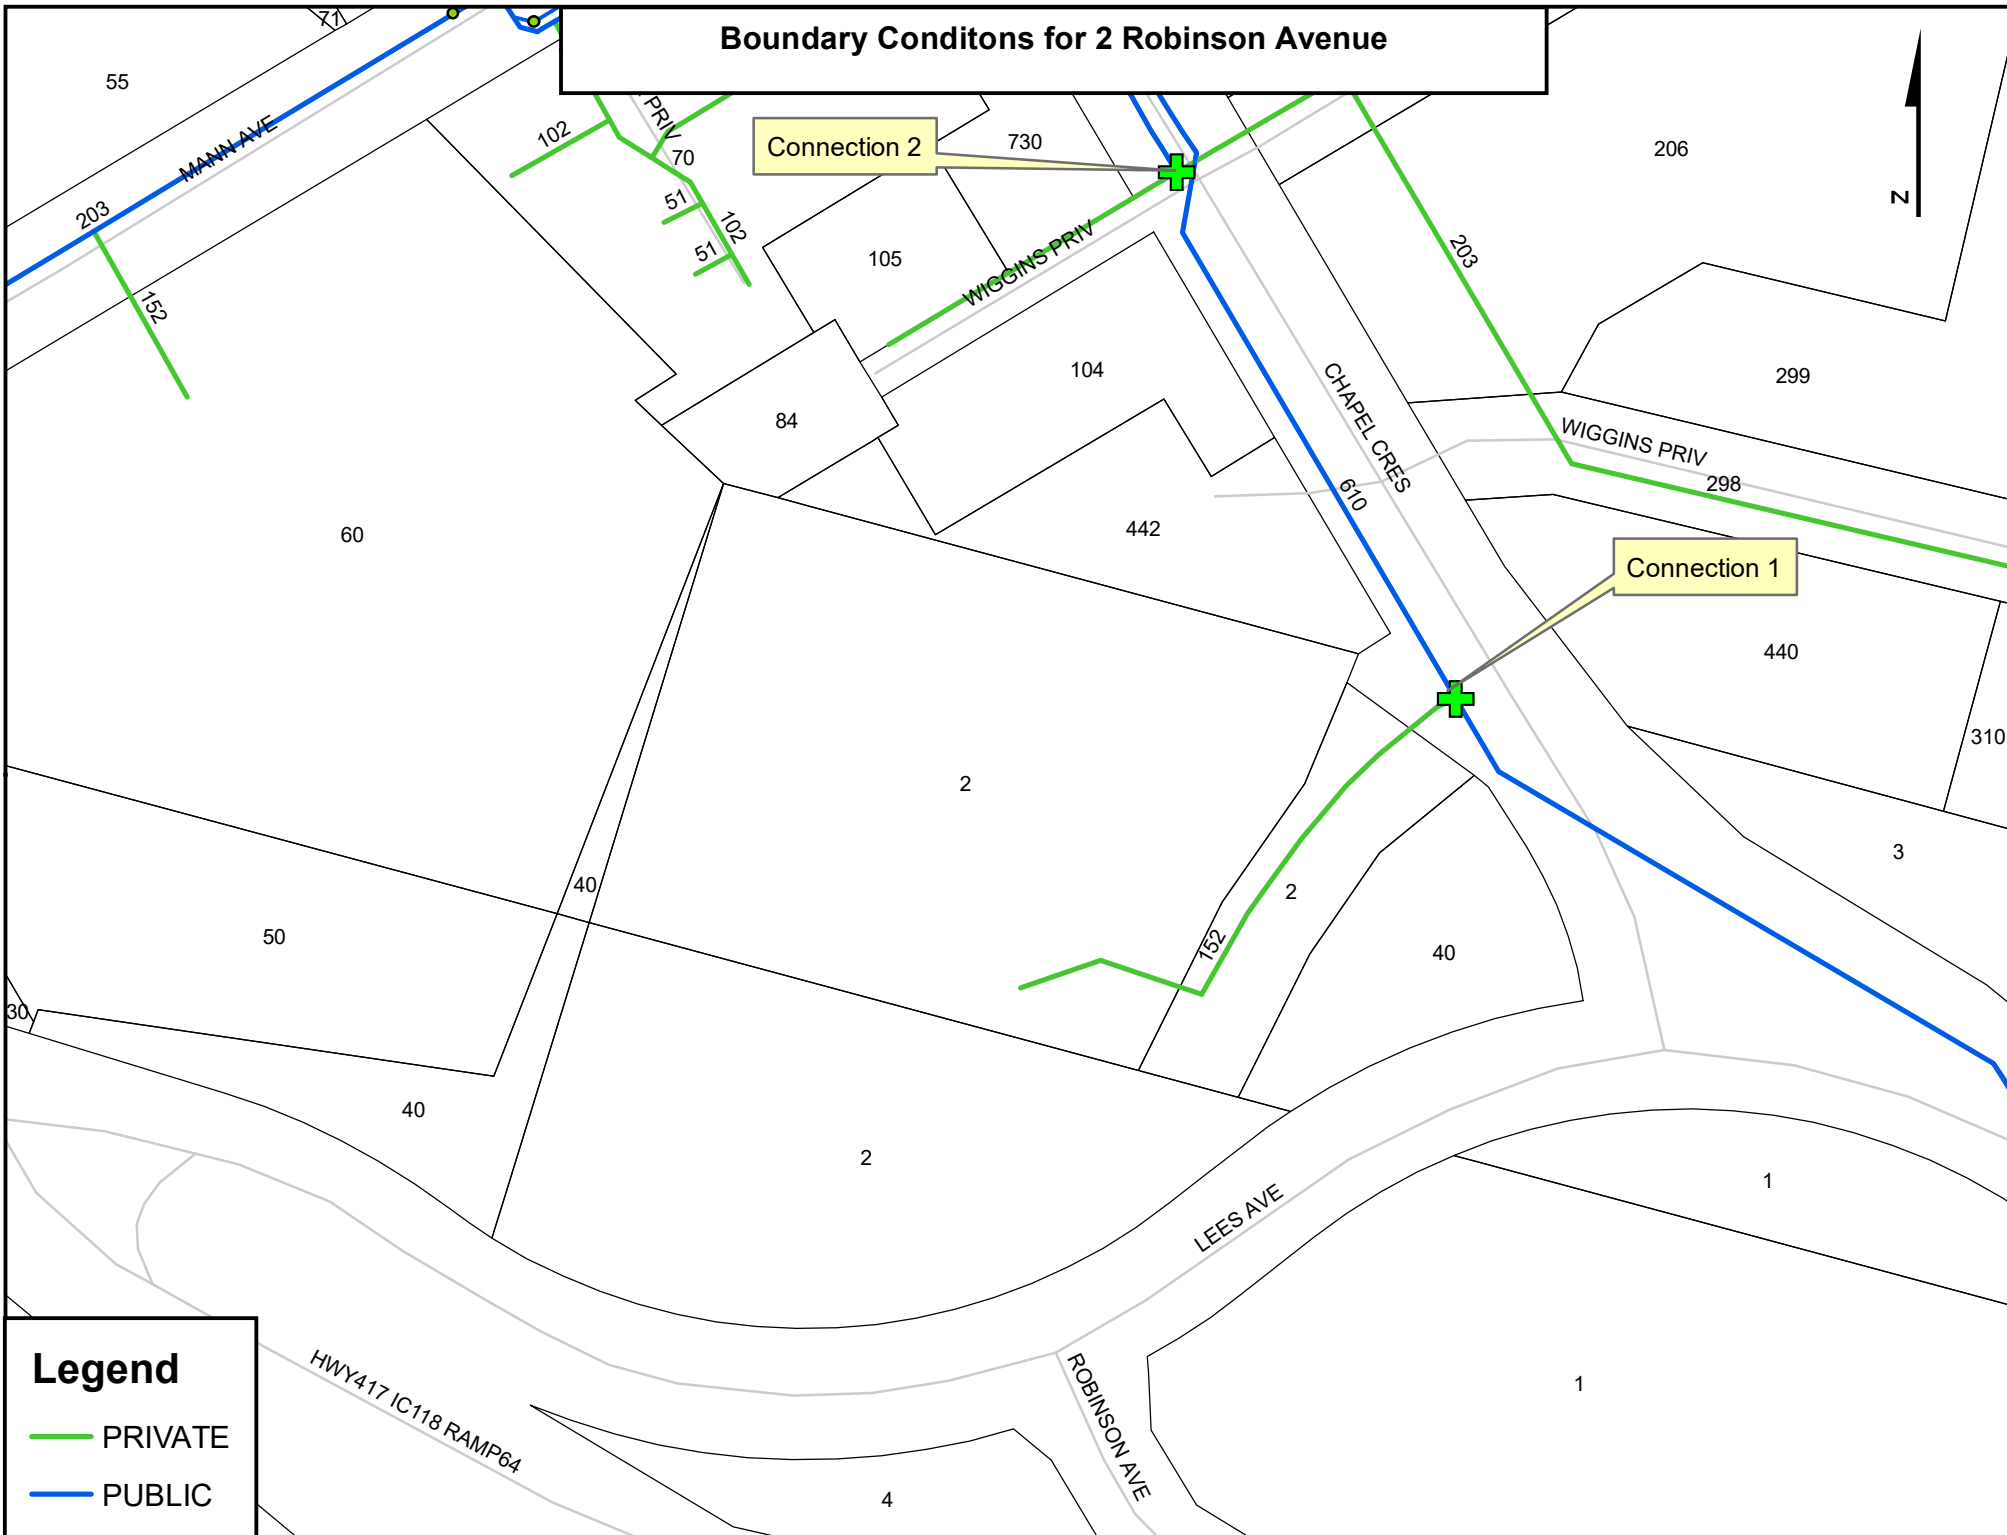 Boundary Conditons for 2 Robinson Avenue
71
55
MANN AVE
203
152
102
PRIV
70
51
102
51
Connection 2
730
206
N
105
WIGGINS PRIV
203
104
299
84
CHAPEL CRES
WIGGINS PRIV
298
610
60
442
Connection 1
440
310
2
3
40
2
50
152
40
30
40
2
1
LEES AVE
1
HWY417 IC118 RAMP64
ROBINSON AVE
4
Legend
PRIVATE
PUBLIC